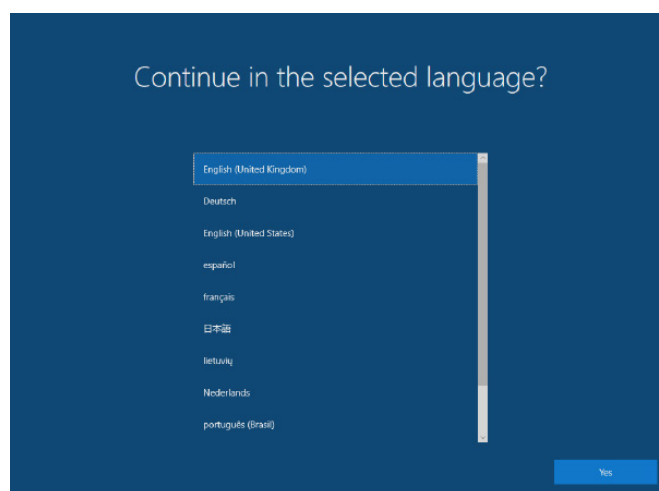 Continue in the selected language?
English (United Kingdom)
Deutsch
English (United States)
español
français
日本語
lietuvių
Nederlands
português (Brasil)
Yes